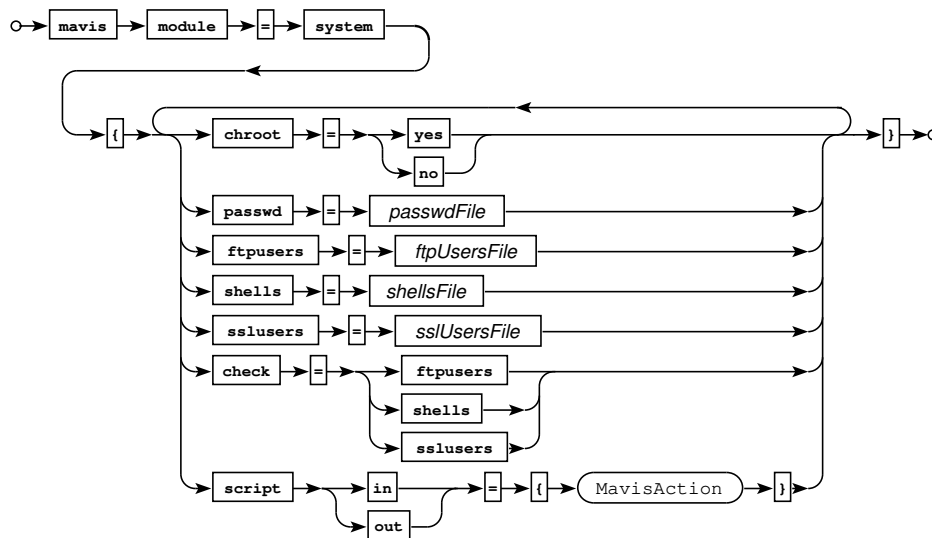 mavis module = system
{ chroot = yes }
no
passwd = passwdFile
ftpusers = ftpUsersFile
shells = shellsFile
sslusers = sslUsersFile
check = ftpusers
shells
sslusers
script in = { MavisAction }
out